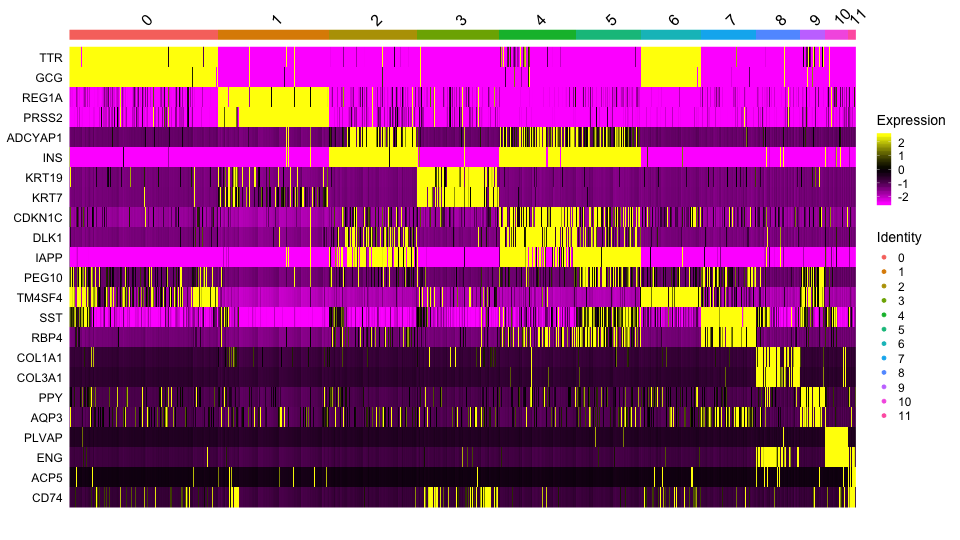 0 1 2 3 4 5 6 7 8 9 10 11
TTR
GCG
REG1A
PRSS2
ADCYAP1
INS
KRT19
KRT7
CDKN1C
DLK1
IAPP
PEG10
TM4SF4
SST
RBP4
COL1A1
COL3A1
PPY
AQP3
PLVAP
ENG
ACP5
CD74
Expression
2
1
0
-1
-2
Identity
0
1
2
3
4
5
6
7
8
9
10
11